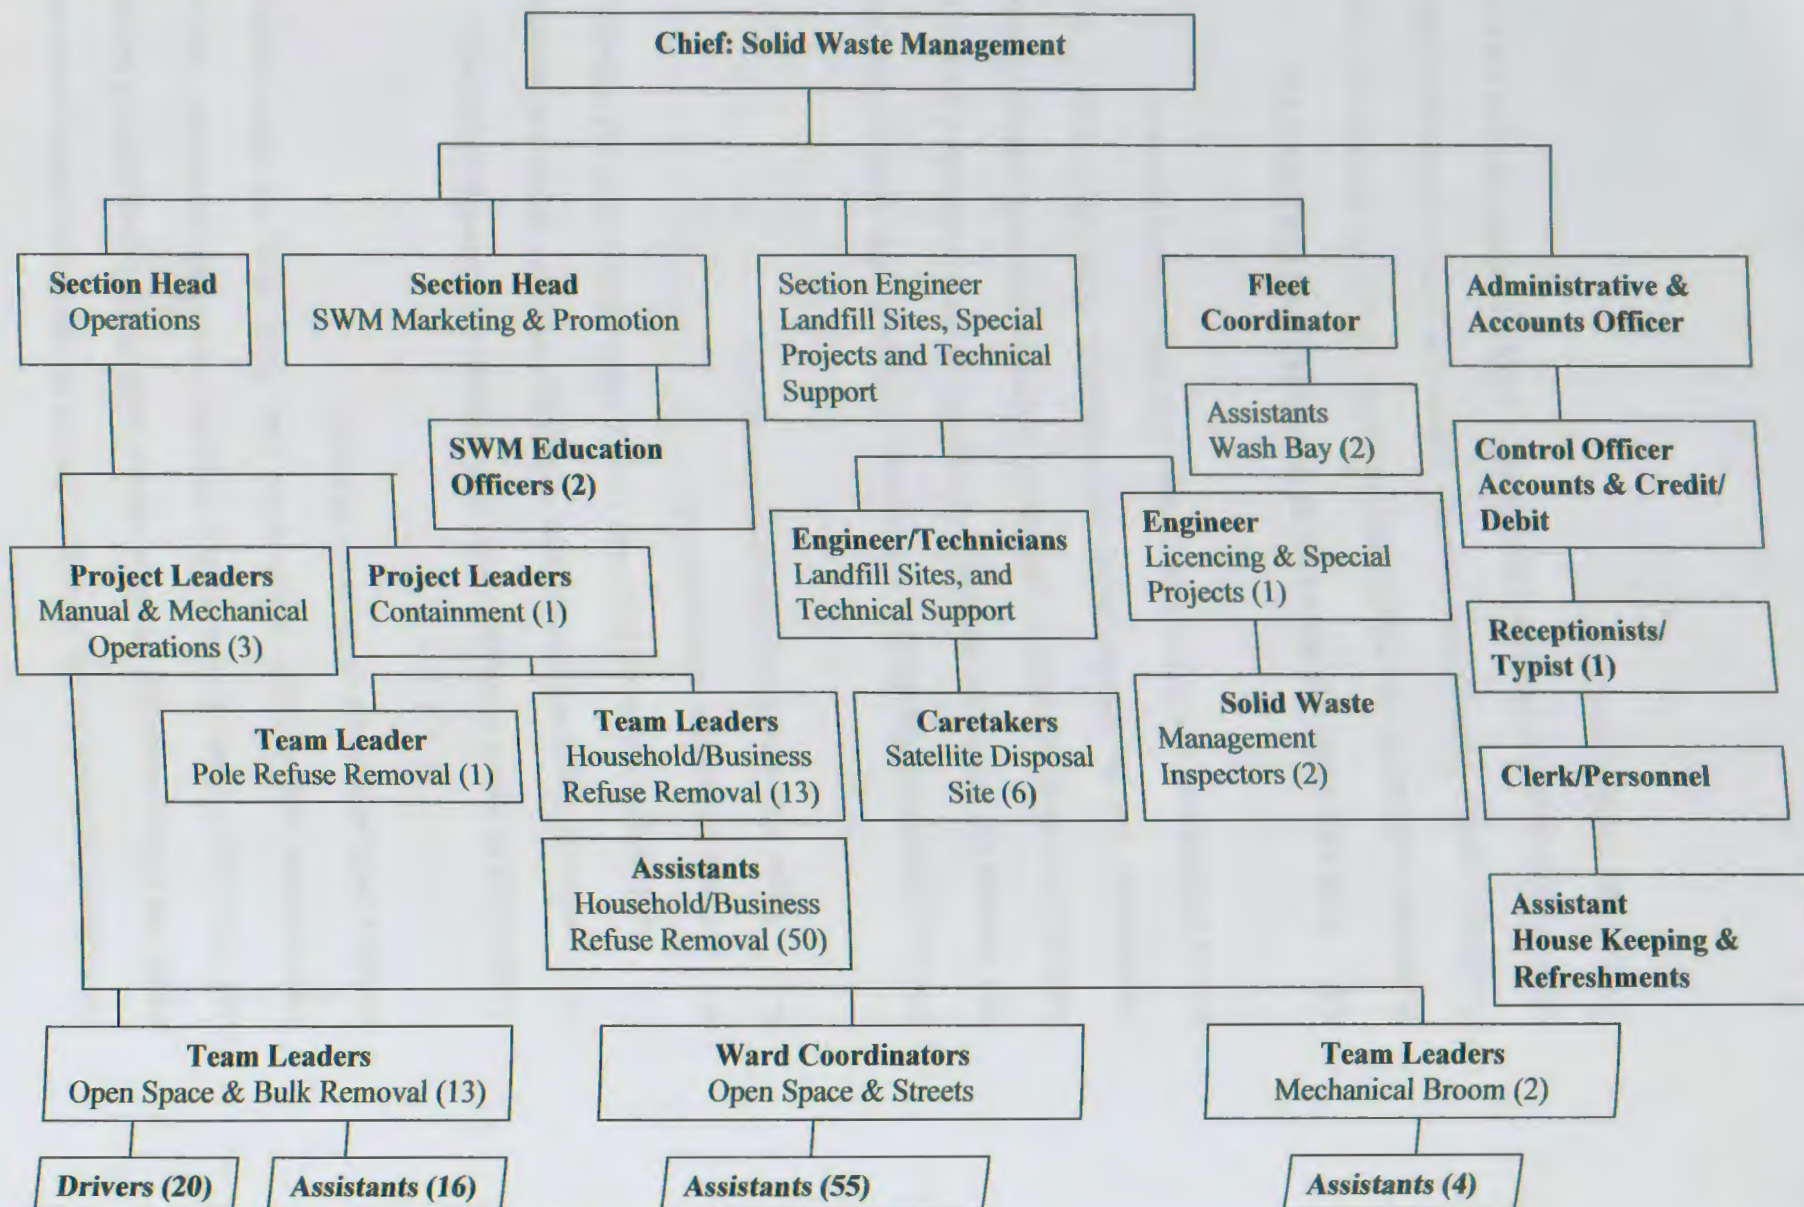 Chief: Solid Waste Management
Section Head
Operations
Section Head
SWM Marketing & Promotion
Section Engineer
Landfill Sites, Special
Projects and Technical
Support
Fleet
Coordinator
Administrative &
Accounts Officer
Assistants
Wash Bay (2)
SWM Education
Officers (2)
Control Officer
Accounts & Credit/
Debit
Engineer/Technicians
Landfill Sites, and
Technical Support
Engineer
Licencing & Special
Projects (1)
Project Leaders
Manual & Mechanical
Operations (3)
Project Leaders
Containment (1)
Receptionists/
Typist (1)
Team Leader
Pole Refuse Removal (1)
Team Leaders
Household/Business
Refuse Removal (13)
Caretakers
Satellite Disposal
Site (6)
Solid Waste
Management
Inspectors (2)
Clerk/Personnel
Assistants
Household/Business
Refuse Removal (50)
Assistant
House Keeping &
Refreshments
Team Leaders
Open Space & Bulk Removal (13)
Ward Coordinators
Open Space & Streets
Team Leaders
Mechanical Broom (2)
Drivers (20)
Assistants (16)
Assistants (55)
Assistants (4)